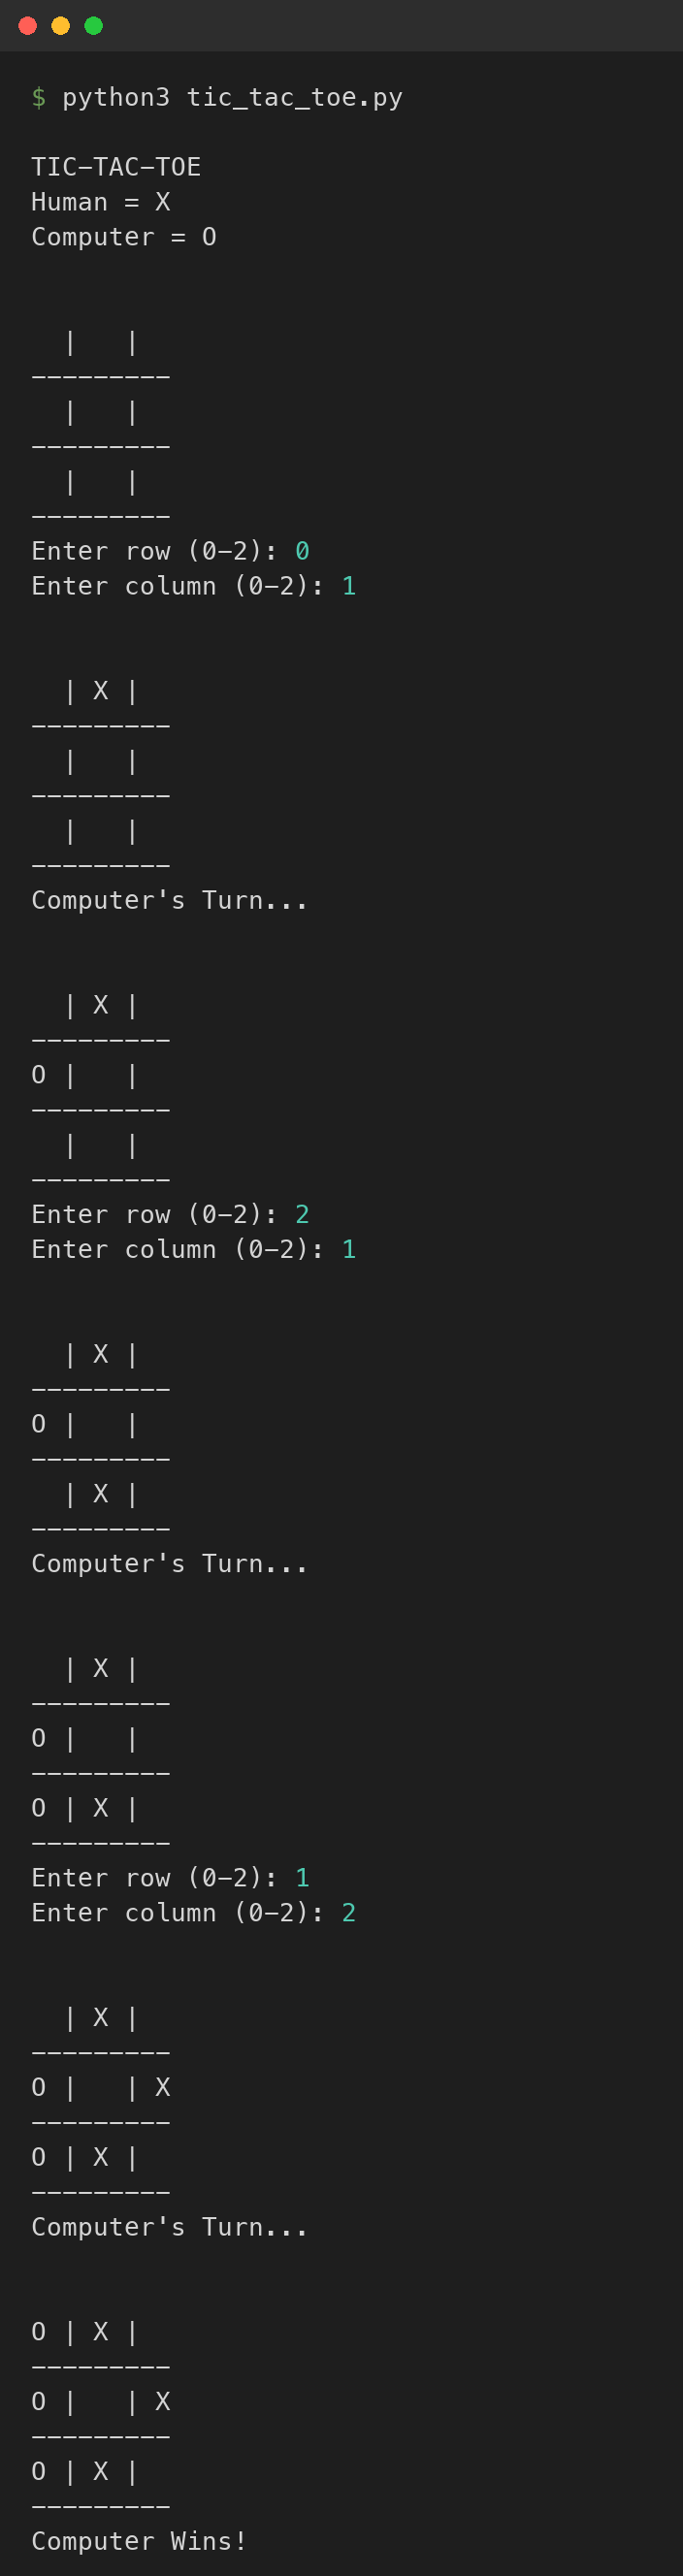 $ python3 tic_tac_toe.py
TIC-TAC-TOE
Human = X
Computer = O
  |   |
---------
  |   |
---------
  |   |
---------
Enter row (0-2): 0
Enter column (0-2): 1
  | X |
---------
  |   |
---------
  |   |
---------
Computer's Turn...
  | X |
---------
O |   |
---------
  |   |
---------
Enter row (0-2): 2
Enter column (0-2): 1
  | X |
---------
O |   |
---------
  | X |
---------
Computer's Turn...
  | X |
---------
O |   |
---------
O | X |
---------
Enter row (0-2): 1
Enter column (0-2): 2
  | X |
---------
O |   | X
---------
O | X |
---------
Computer's Turn...
O | X |
---------
O |   | X
---------
O | X |
---------
Computer Wins!